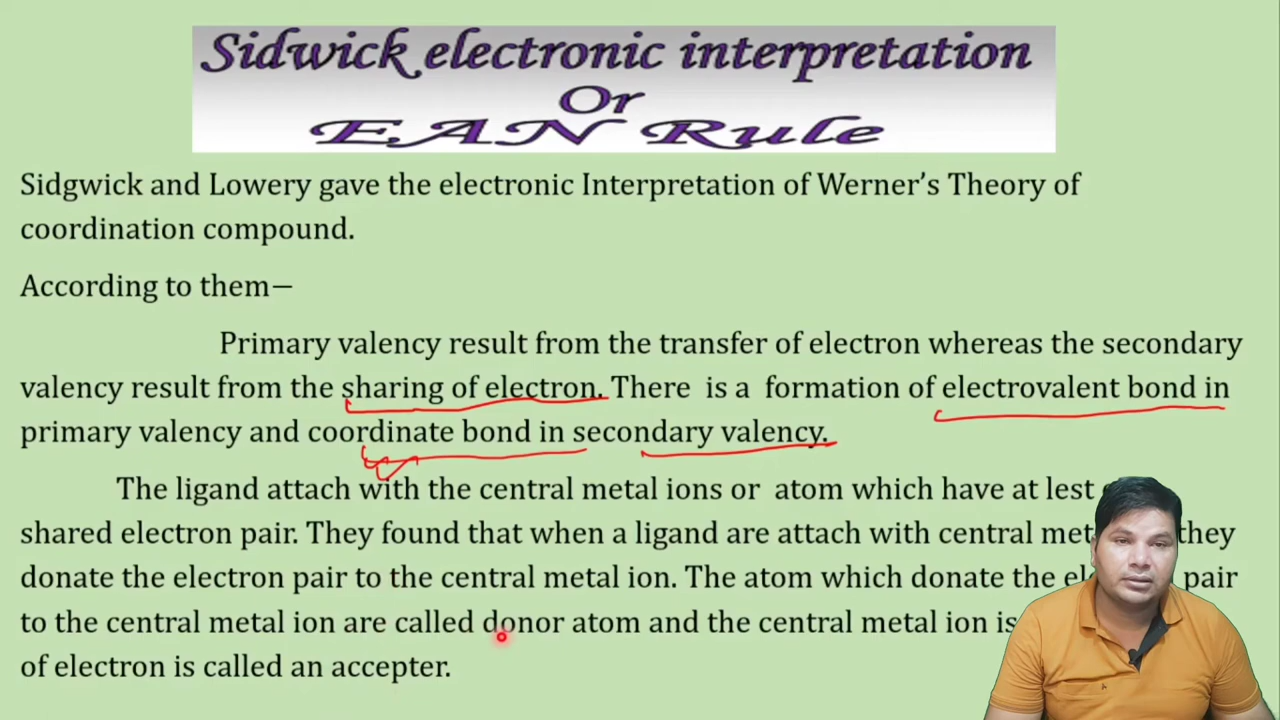 Sidwick electronic interpretation
Or
EAN Rule
Sidgwick and Lowery gave the electronic Interpretation of Werner’s Theory of
coordination compound.
According to them—
Primary valency result from the transfer of electron whereas the secondary
valency result from the sharing of electron. There is a formation of electrovalent bond in
primary valency and coordinate bond in secondary valency.
The ligand attach with the central metal ions or atom which have at lest
shared electron pair. They found that when a ligand are attach with central they
donate the electron pair to the central metal ion. The atom which donate the pair
to the central metal ion are called donor atom and the central metal ion is
of electron is called an accepter.